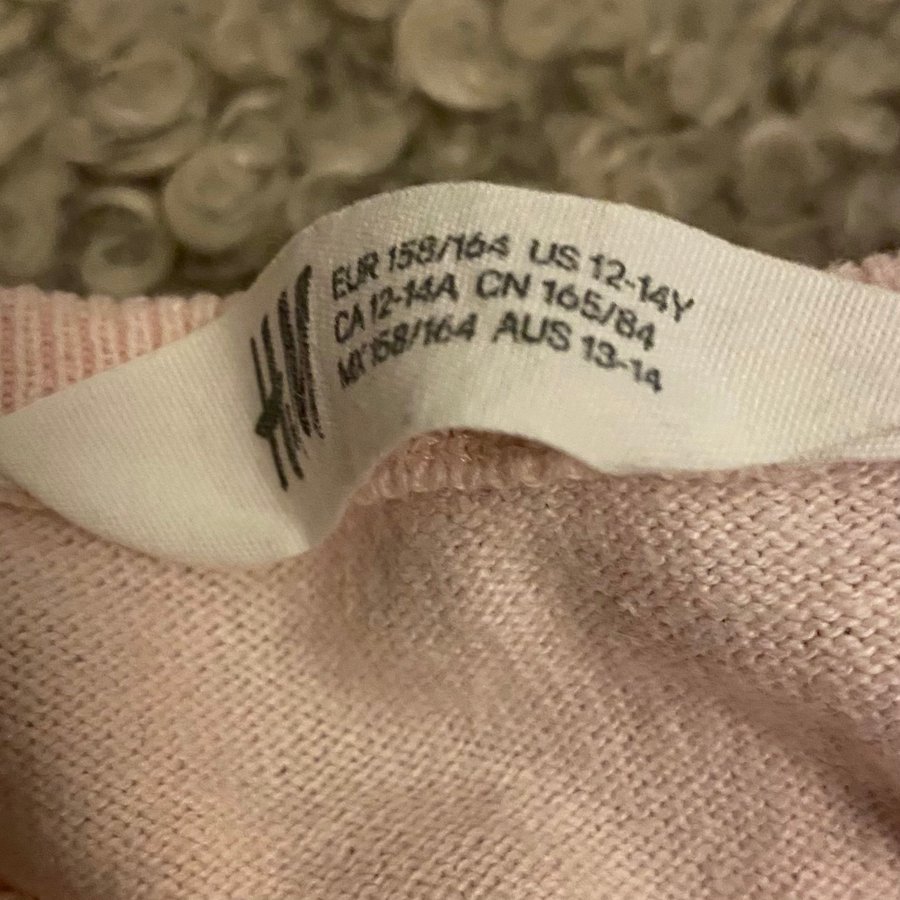 H&M
EUR 158/164 US 12-14Y
CA 12-14A CN 165/84
MX 158/164 AUS 13-14